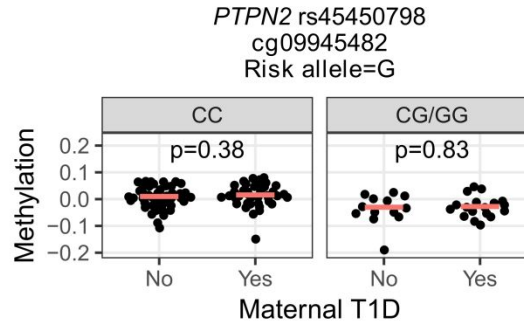 PTPN2 rs45450798
cg09945482
Risk allele=G
CC
CG/GG
p=0.38
p=0.83
Methylation
0.2
0.1
0.0
−0.1
−0.2
No
Yes
No
Yes
Maternal T1D